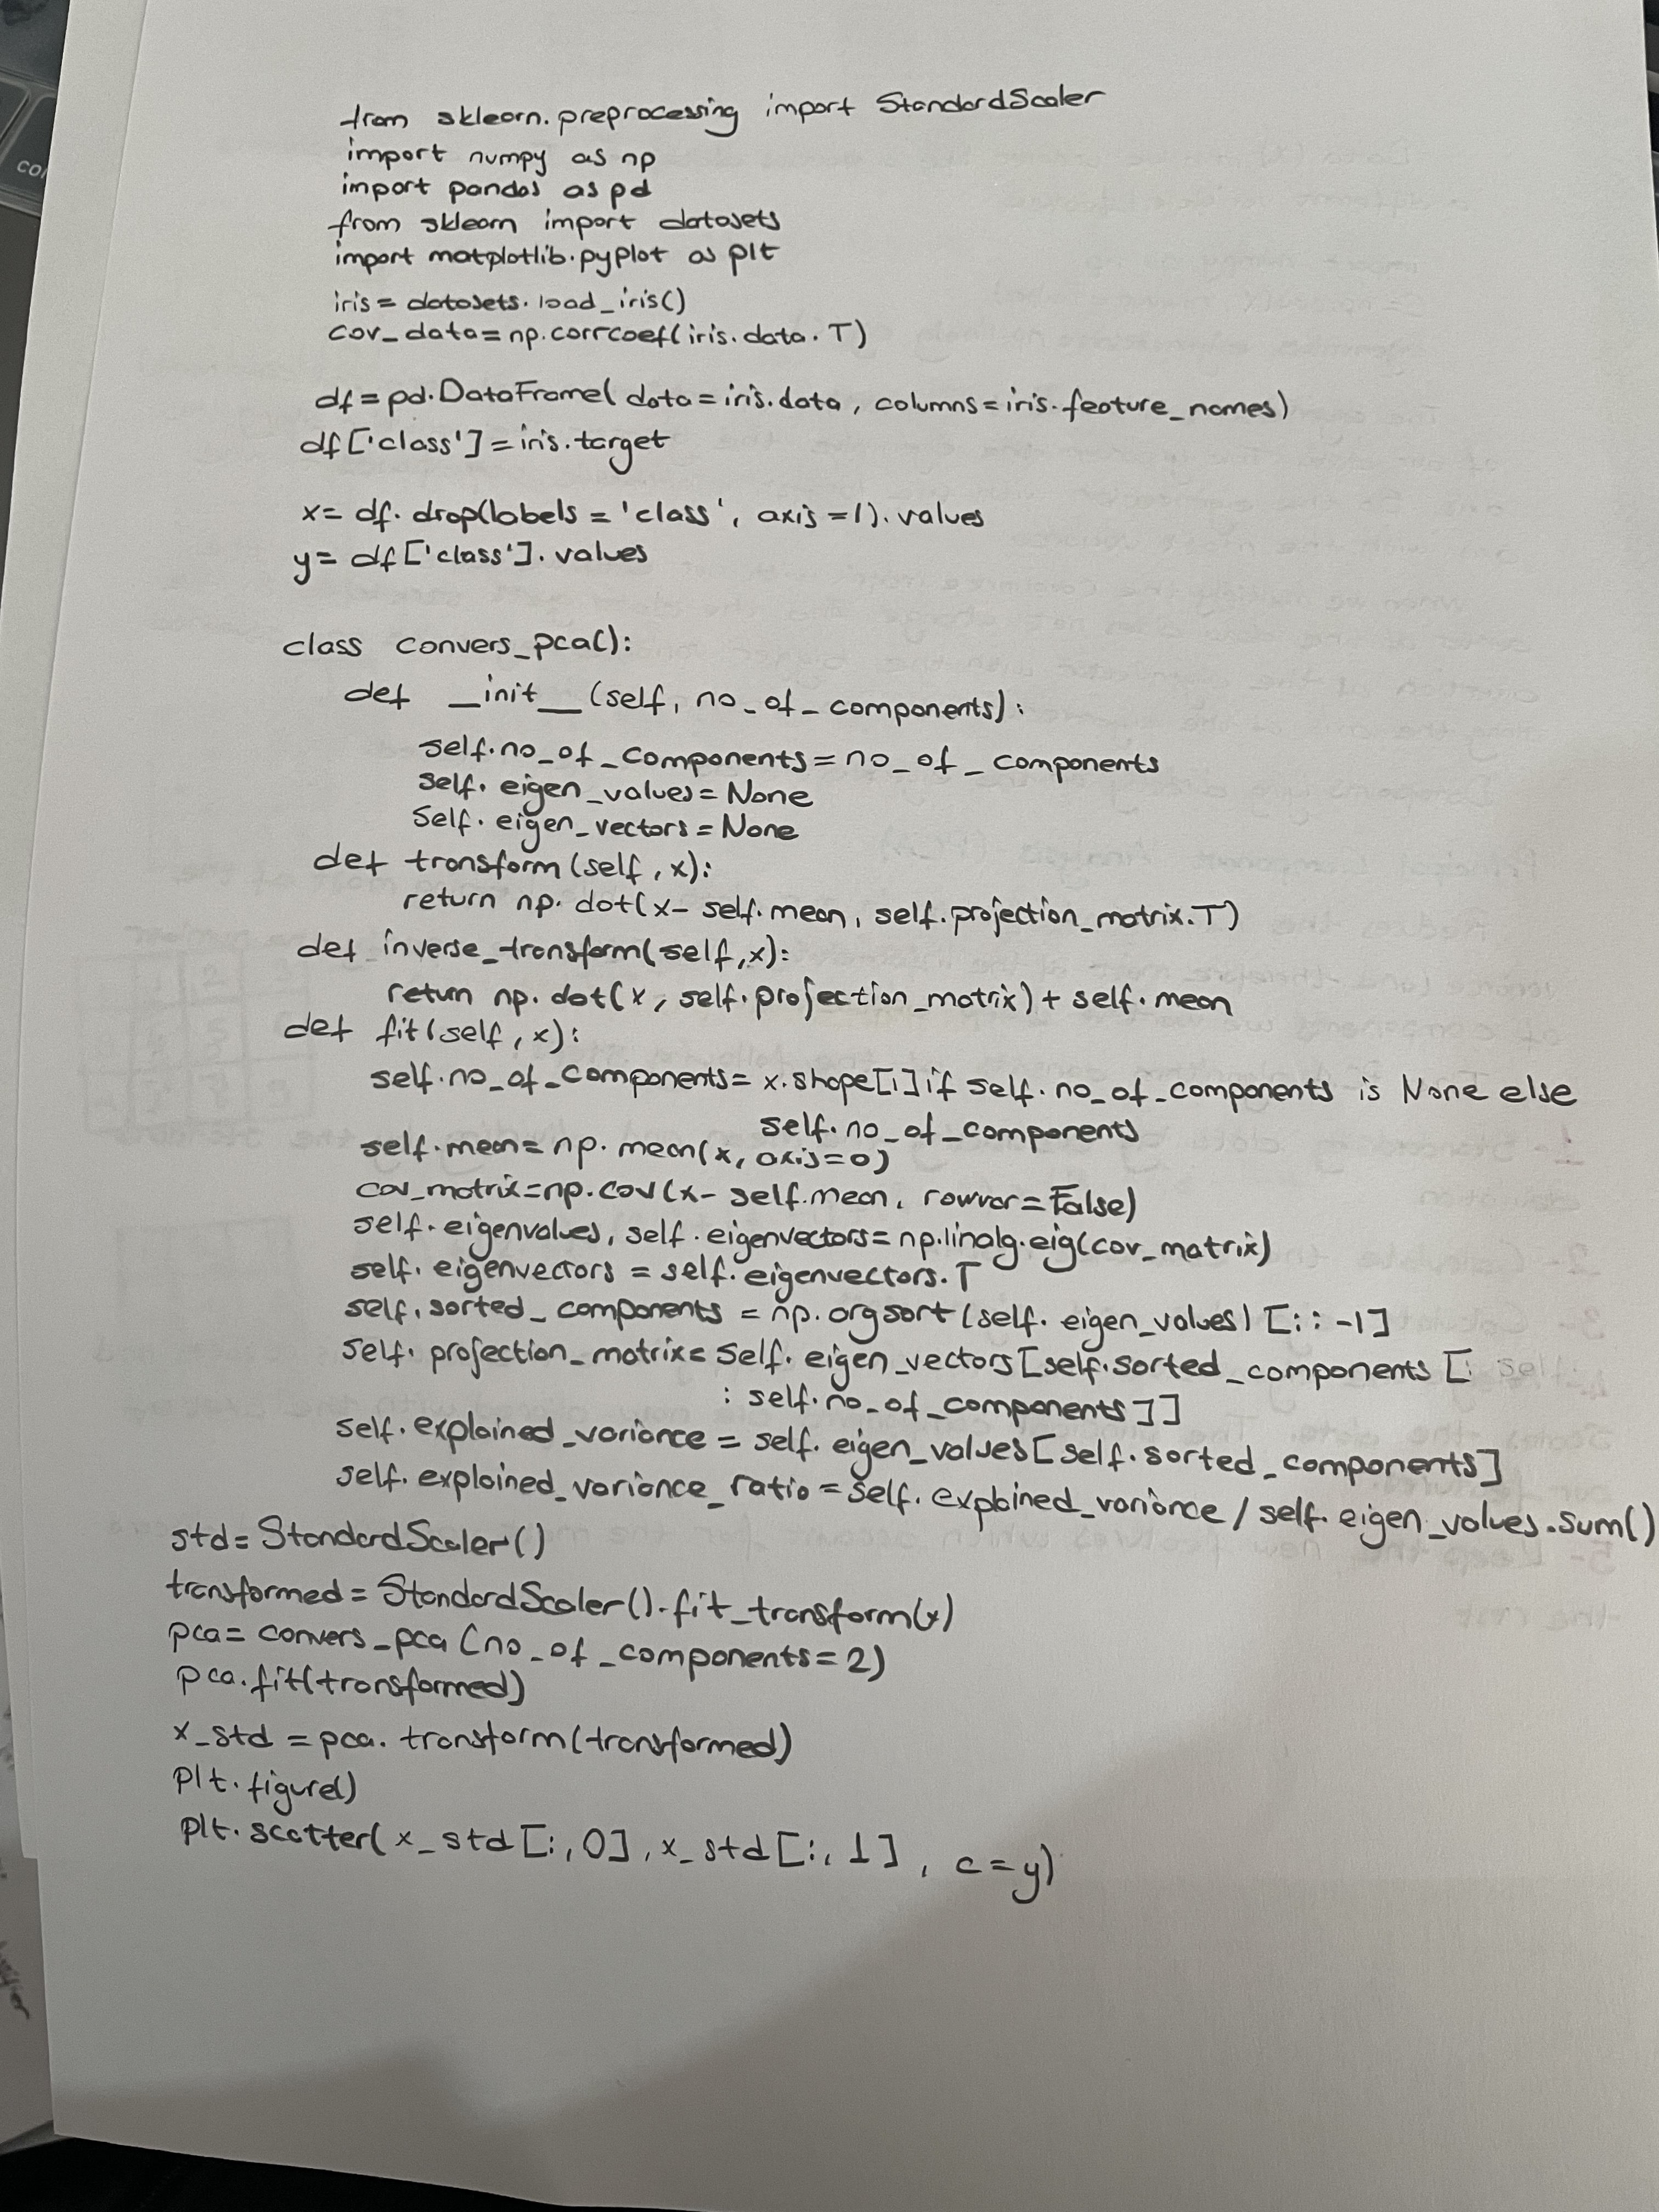 from sklearn.preprocessing import StandardScaler
import numpy as np
import pandas as pd
from sklearn import datasets
import matplotlib.pyplot as plt
iris = datasets.load_iris()
cov_data=np.corrcoef(iris.data.T)
df = pd.DataFrame(data=iris.data, columns=iris.feature_names)
df['class']=iris.target
x= df.drop(labels = 'class', axis=1).values
y= df['class'].values
class convers_pca():
def __init__(self, no_of_components):
self.no_of_components=no_of_components
self.eigen_values=None
self.eigen_vectors=None
def transform(self,x):
return np.dot(x-self.mean, self.projection_matrix.T)
def inverse_transform(self,x):
return np.dot(x, self.projection_matrix)+self.mean
def fit(self,x):
self.no_of_components= x.shape[1]if self.no_of_components is None else
self.no_of_components
self.mean= np.mean(x, axis=0)
cov_matrix=np.cov(x-self.mean, rowvar=False)
self.eigenvalues, self.eigenvectors=np.linalg.eig(cov_matrix)
self.eigenvectors = self.eigenvectors.T
self.sorted_components = np.argsort(self.eigen_values)[::-1]
self.projection_matrix=self.eigen_vectors[self.sorted_components[: self.
: self.no_of_components]]
self.explained_variance = self.eigen_values[self.sorted_components]
self.explained_variance_ratio=self.explained_variance/self.eigen_values.sum()
std=StandardScaler()
transformed=StandardScaler().fit_transform(x)
pca=convers_pca(no_of_components=2)
pca.fit(transformed)
x_std=pca.transform(transformed)
plt.figure()
plt.scatter(x_std[:,0],x_std[:,1], c=y)